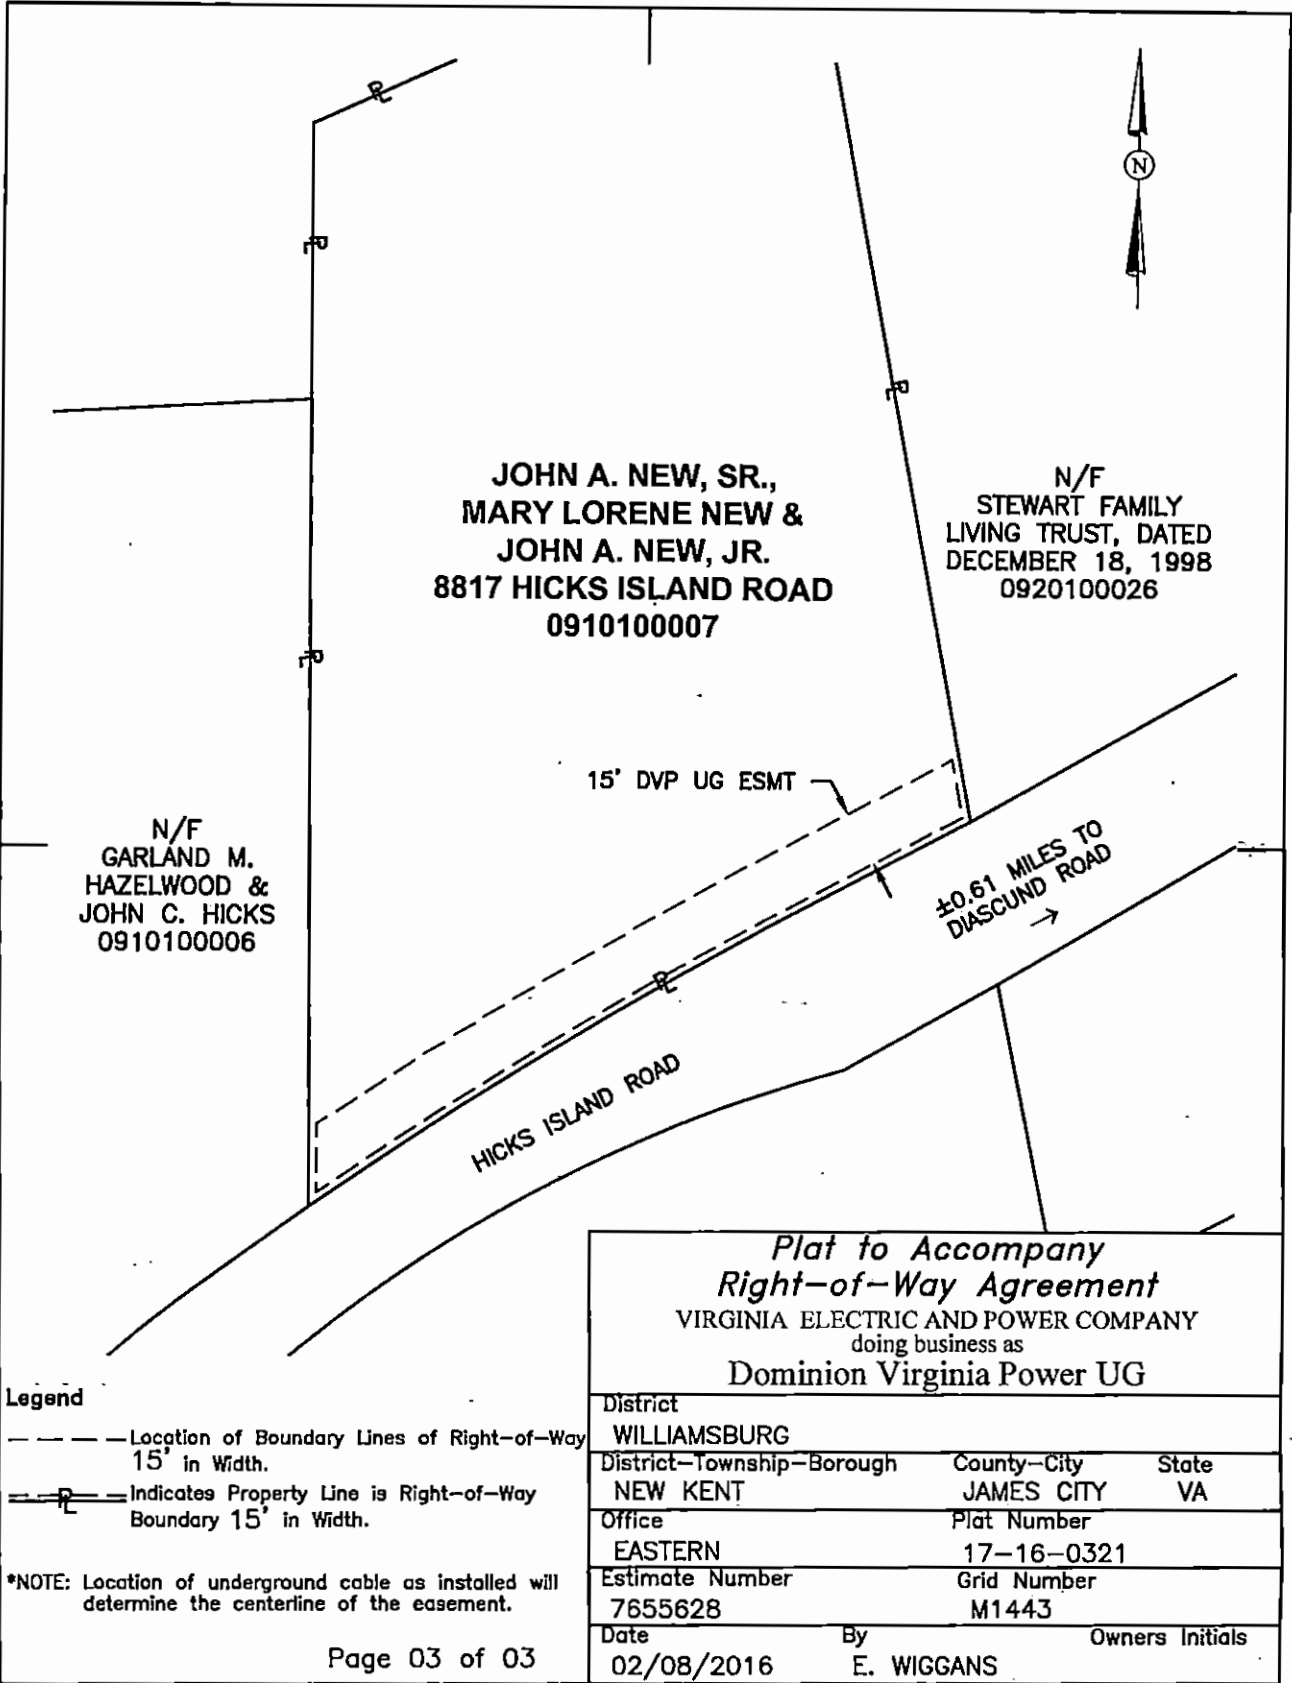 N
JOHN A. NEW, SR.,
MARY LORENE NEW &
JOHN A. NEW, JR.
8817 HICKS ISLAND ROAD
0910100007
N/F
STEWART FAMILY
LIVING TRUST, DATED
DECEMBER 18, 1998
0920100026
15' DVP UG ESMT
N/F
GARLAND M.
HAZELWOOD &
JOHN C. HICKS
0910100006
±0.61 MILES TO
DIASCUND ROAD
HICKS ISLAND ROAD
PL
PL
PL
PL
PL
Legend
Location of Boundary Lines of Right-of-Way
15' in Width.
PL
Indicates Property Line is Right-of-Way
Boundary 15' in Width.
*NOTE: Location of underground cable as installed will
determine the centerline of the easement.
Page 03 of 03
Plat to Accompany
Right-of-Way Agreement
VIRGINIA ELECTRIC AND POWER COMPANY
doing business as
Dominion Virginia Power UG
District
WILLIAMSBURG
District-Township-Borough County-City State
NEW KENT JAMES CITY VA
Office Plat Number
EASTERN 17-16-0321
Estimate Number Grid Number
7655628 M1443
Date By Owners Initials
02/08/2016 E. WIGGANS